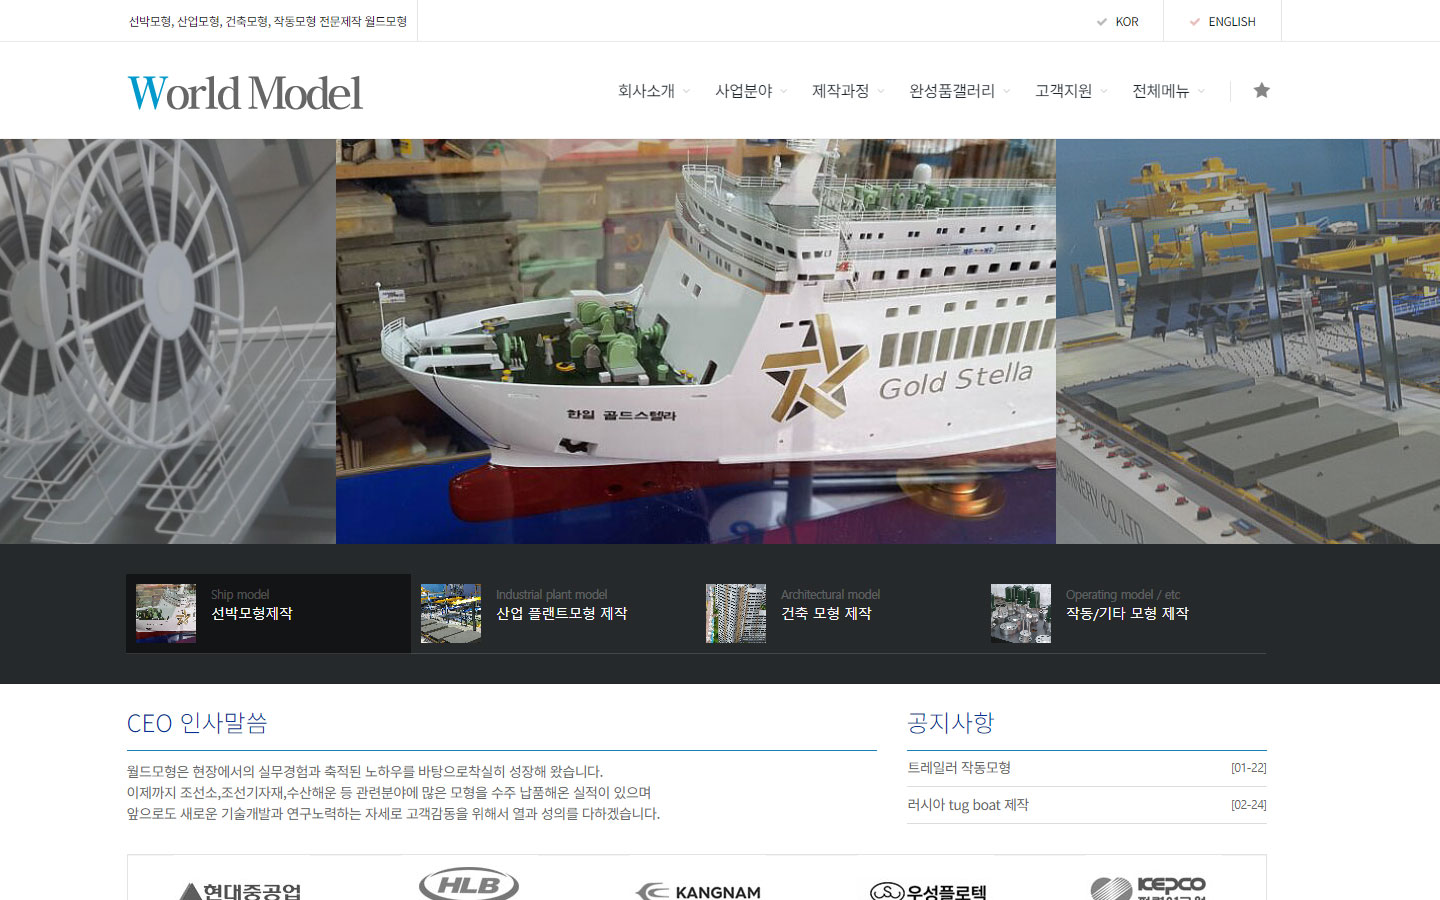 선박모형, 산업모형, 건축모형, 작동모형 전문제작 월드모형
KOR
ENGLISH
World Model
회사소개
사업분야
제작과정
완성품갤러리
고객지원
전체메뉴
한일 골드스텔라
Gold Stella
CHINERY CO.,LTD
Ship model
선박모형제작
Industrial plant model
산업 플랜트모형 제작
Architectural model
건축 모형 제작
Operating model / etc
작동/기타 모형 제작
CEO 인사말씀
월드모형은 현장에서의 실무경험과 축적된 노하우를 바탕으로착실히 성장해 왔습니다.
이제까지 조선소,조선기자재,수산해운 등 관련분야에 많은 모형을 수주 납품해온 실적이 있으며
앞으로도 새로운 기술개발과 연구노력하는 자세로 고객감동을 위해서 열과 성의를 다하겠습니다.
공지사항
트레일러 작동모형 [01-22]
러시아 tug boat 제작 [02-24]
현대중공업
HLB
KANGNAM
우성플로텍
KEPCO